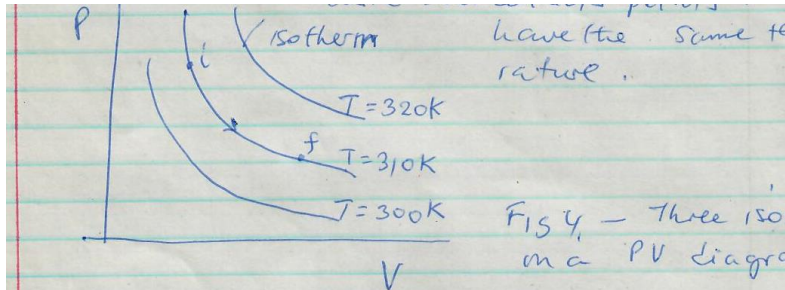 P
isotherm
i
have the same te
rature.
T=320K
f
T=310K
T=300K
Fig 4. - Three iso
on a PV diagra
V